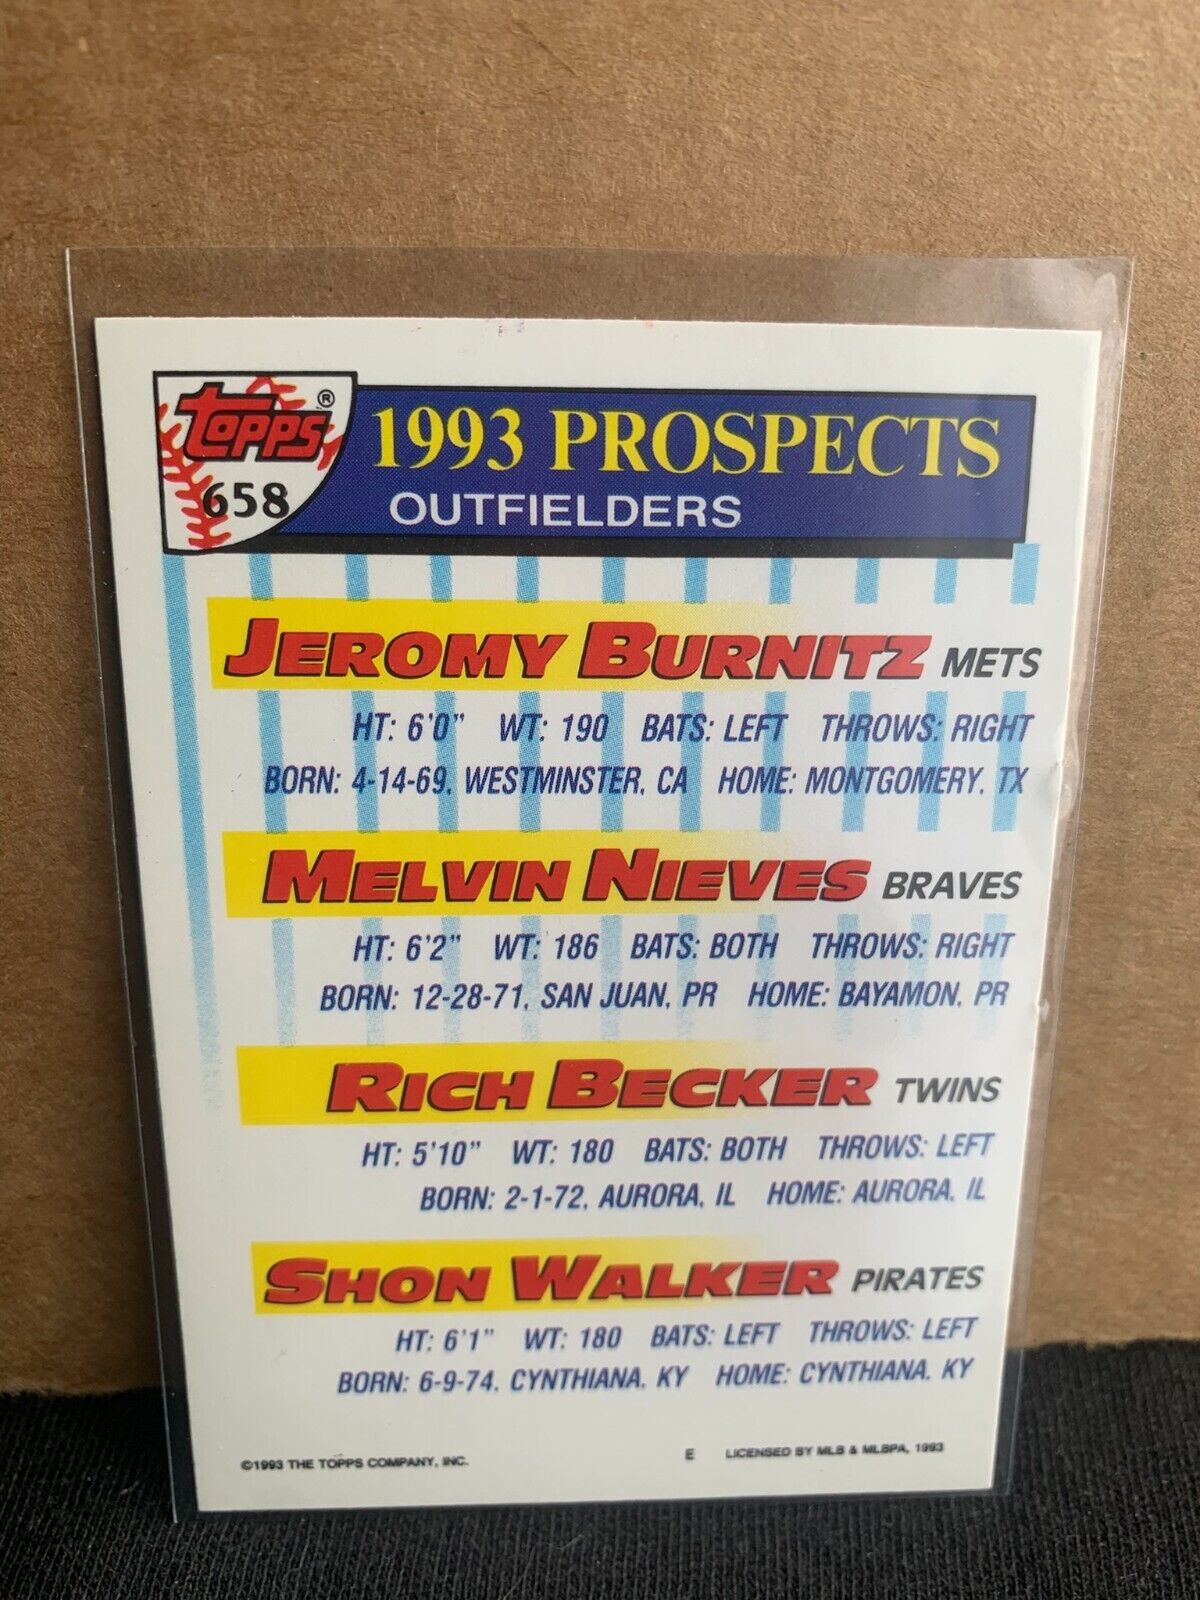 Topps®
658
1993 PROSPECTS
OUTFIELDERS
JEROMY BURNITZ METS
HT: 6'0" WT: 190 BATS: LEFT THROWS: RIGHT
BORN: 4-14-69, WESTMINSTER, CA HOME: MONTGOMERY, TX
MELVIN NIEVES BRAVES
HT: 6'2" WT: 186 BATS: BOTH THROWS: RIGHT
BORN: 12-28-71, SAN JUAN, PR HOME: BAYAMON, PR
RICH BECKER TWINS
HT: 5'10" WT: 180 BATS: BOTH THROWS: LEFT
BORN: 2-1-72, AURORA, IL HOME: AURORA, IL
SHON WALKER PIRATES
HT: 6'1" WT: 180 BATS: LEFT THROWS: LEFT
BORN: 6-9-74, CYNTHIANA, KY HOME: CYNTHIANA, KY
©1993 THE TOPPS COMPANY, INC. E LICENSED BY MLB & MLBPA, 1993